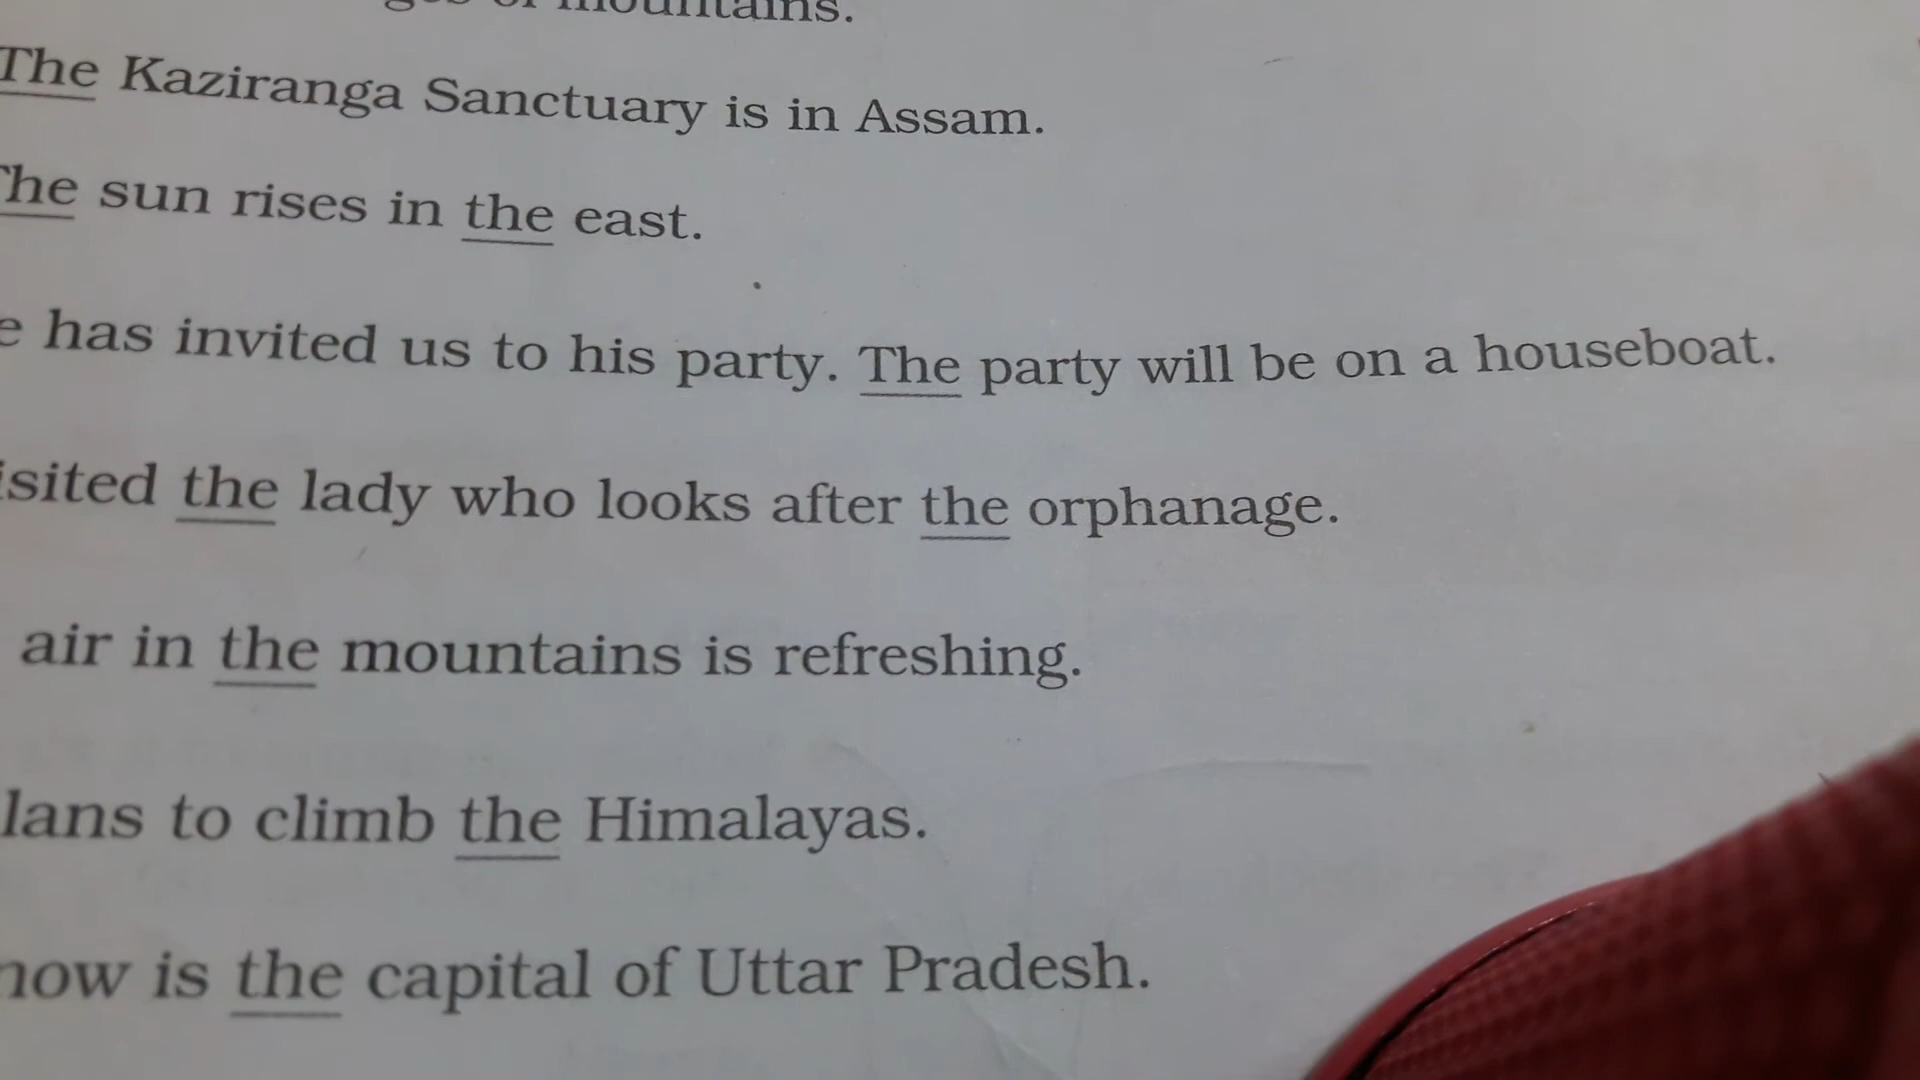 mountains.
The Kaziranga Sanctuary is in Assam.
The sun rises in the east.
has invited us to his party. The party will be on a houseboat.
isited the lady who looks after the orphanage.
air in the mountains is refreshing.
lans to climb the Himalayas.
now is the capital of Uttar Pradesh.